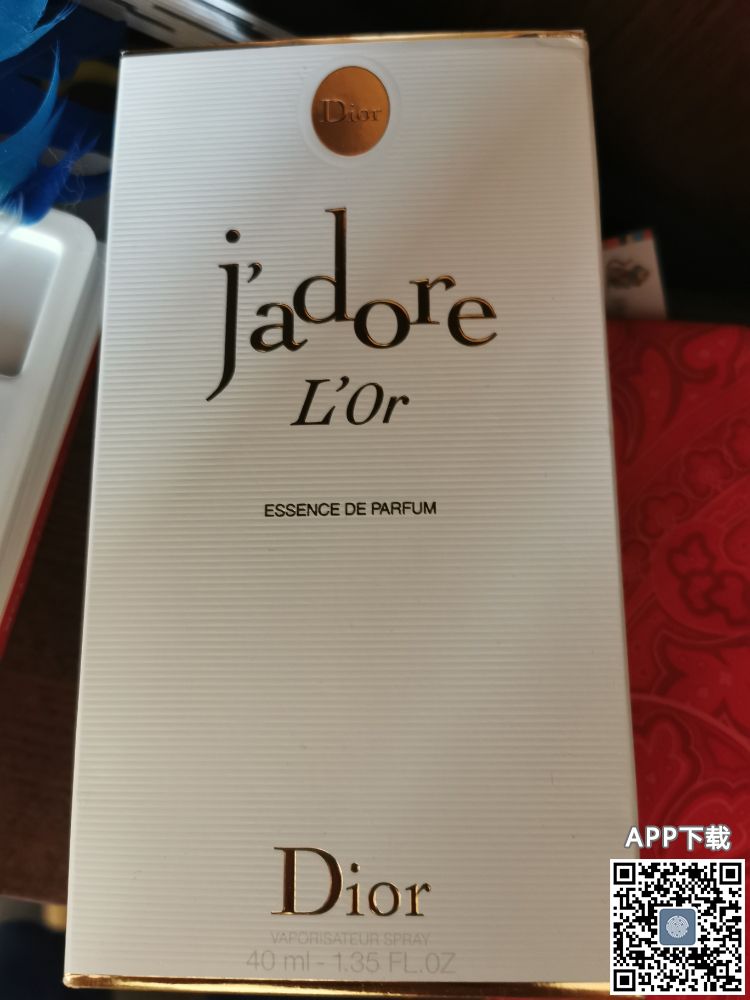 Dior
j'adore
L'Or
ESSENCE DE PARFUM
Dior
VAPORISATEUR SPRAY
40 ml - 1.35 FL.OZ
APP下载